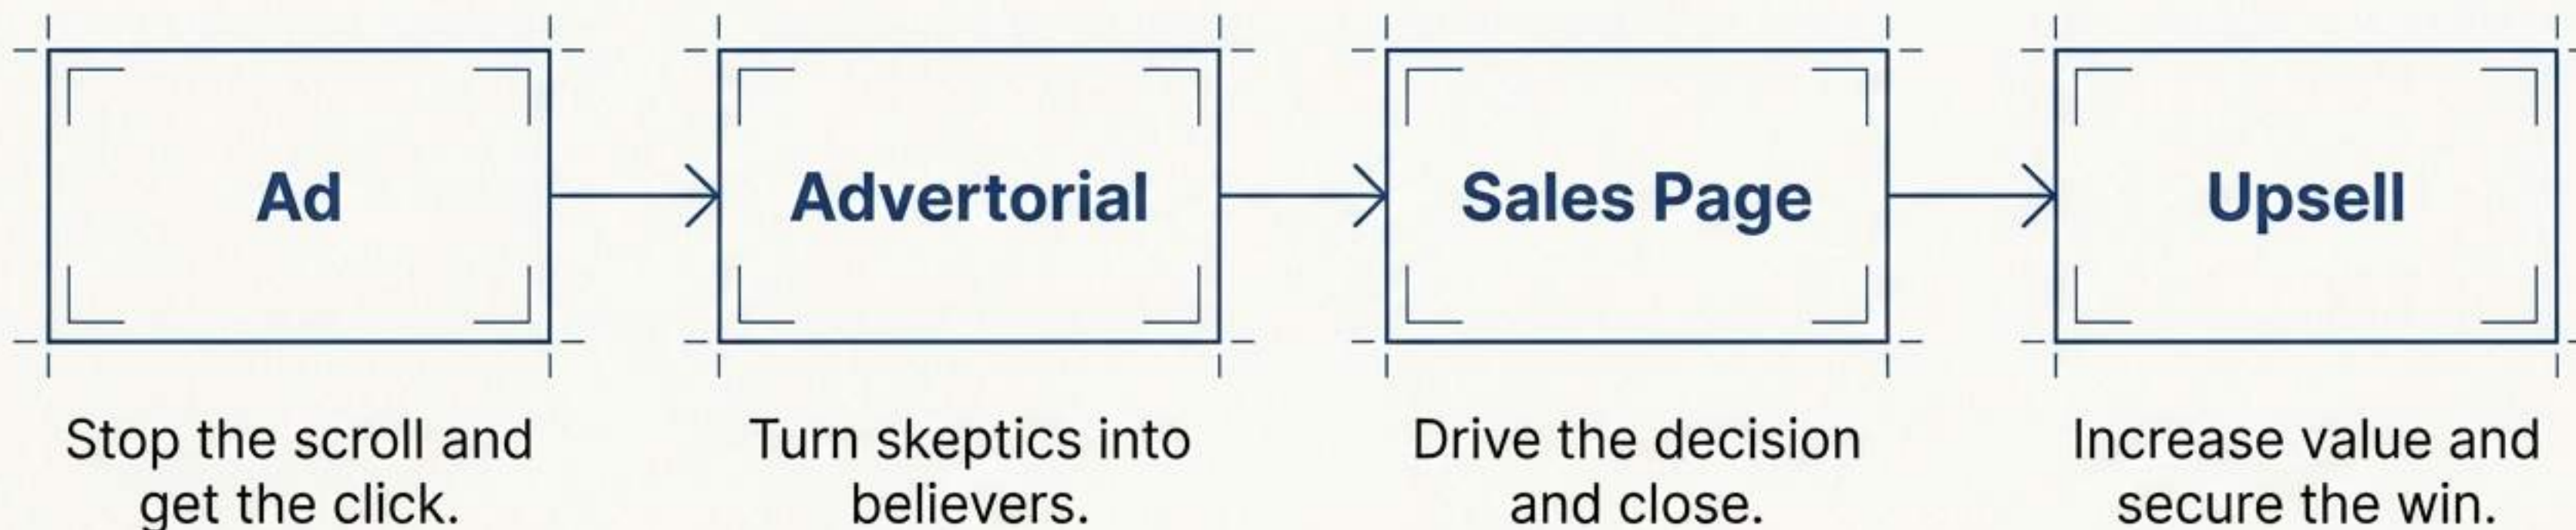 Ad
Advertorial
Sales Page
Upsell
Stop the scroll and
get the click.
Turn skeptics into
believers.
Drive the decision
and close.
Increase value and
secure the win.